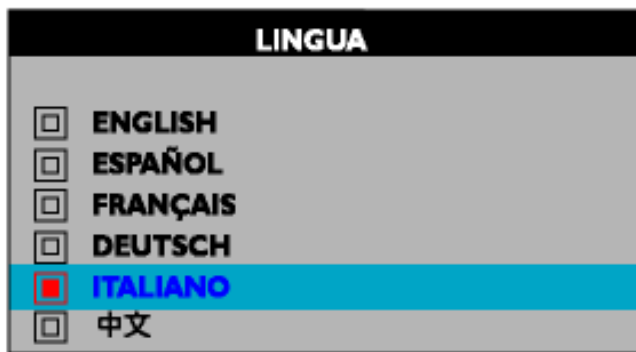 LINGUA
ENGLISH
ESPAÑOL
FRANÇAIS
DEUTSCH
ITALIANO
中文